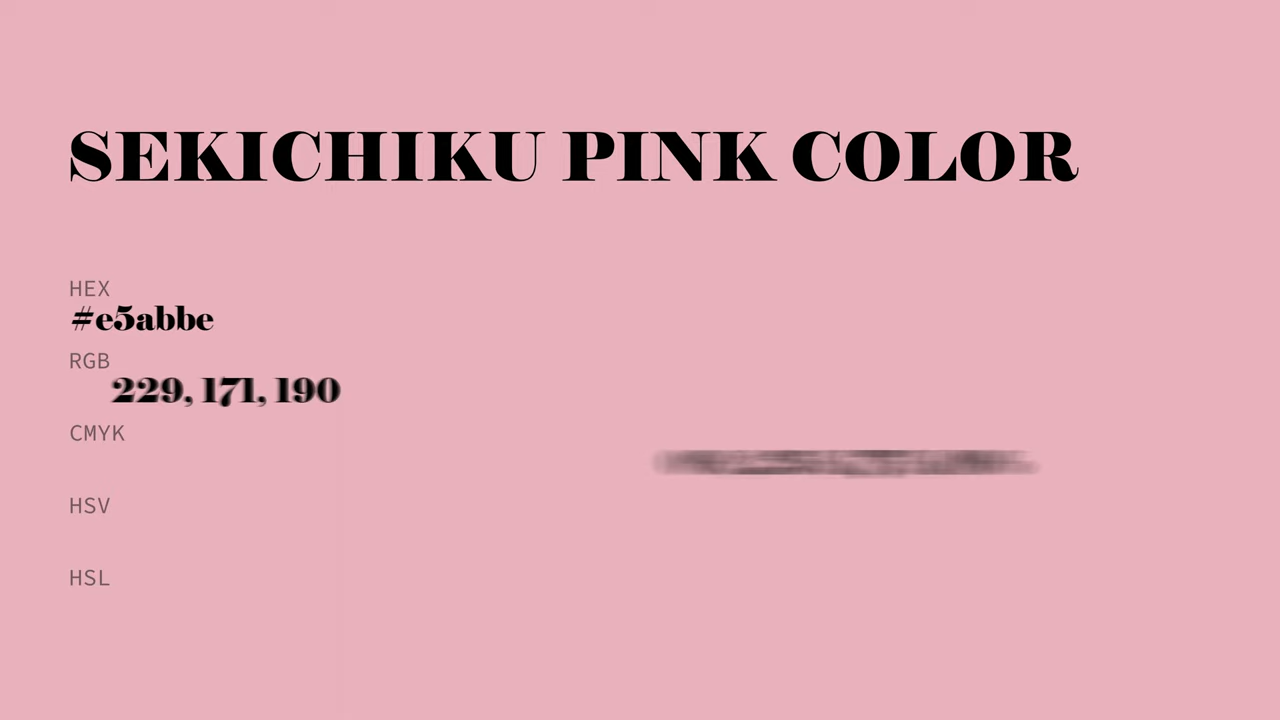 SEKICHIKU PINK COLOR
HEX
#e5abbe
RGB
229, 171, 190
CMYK
HSV
HSL